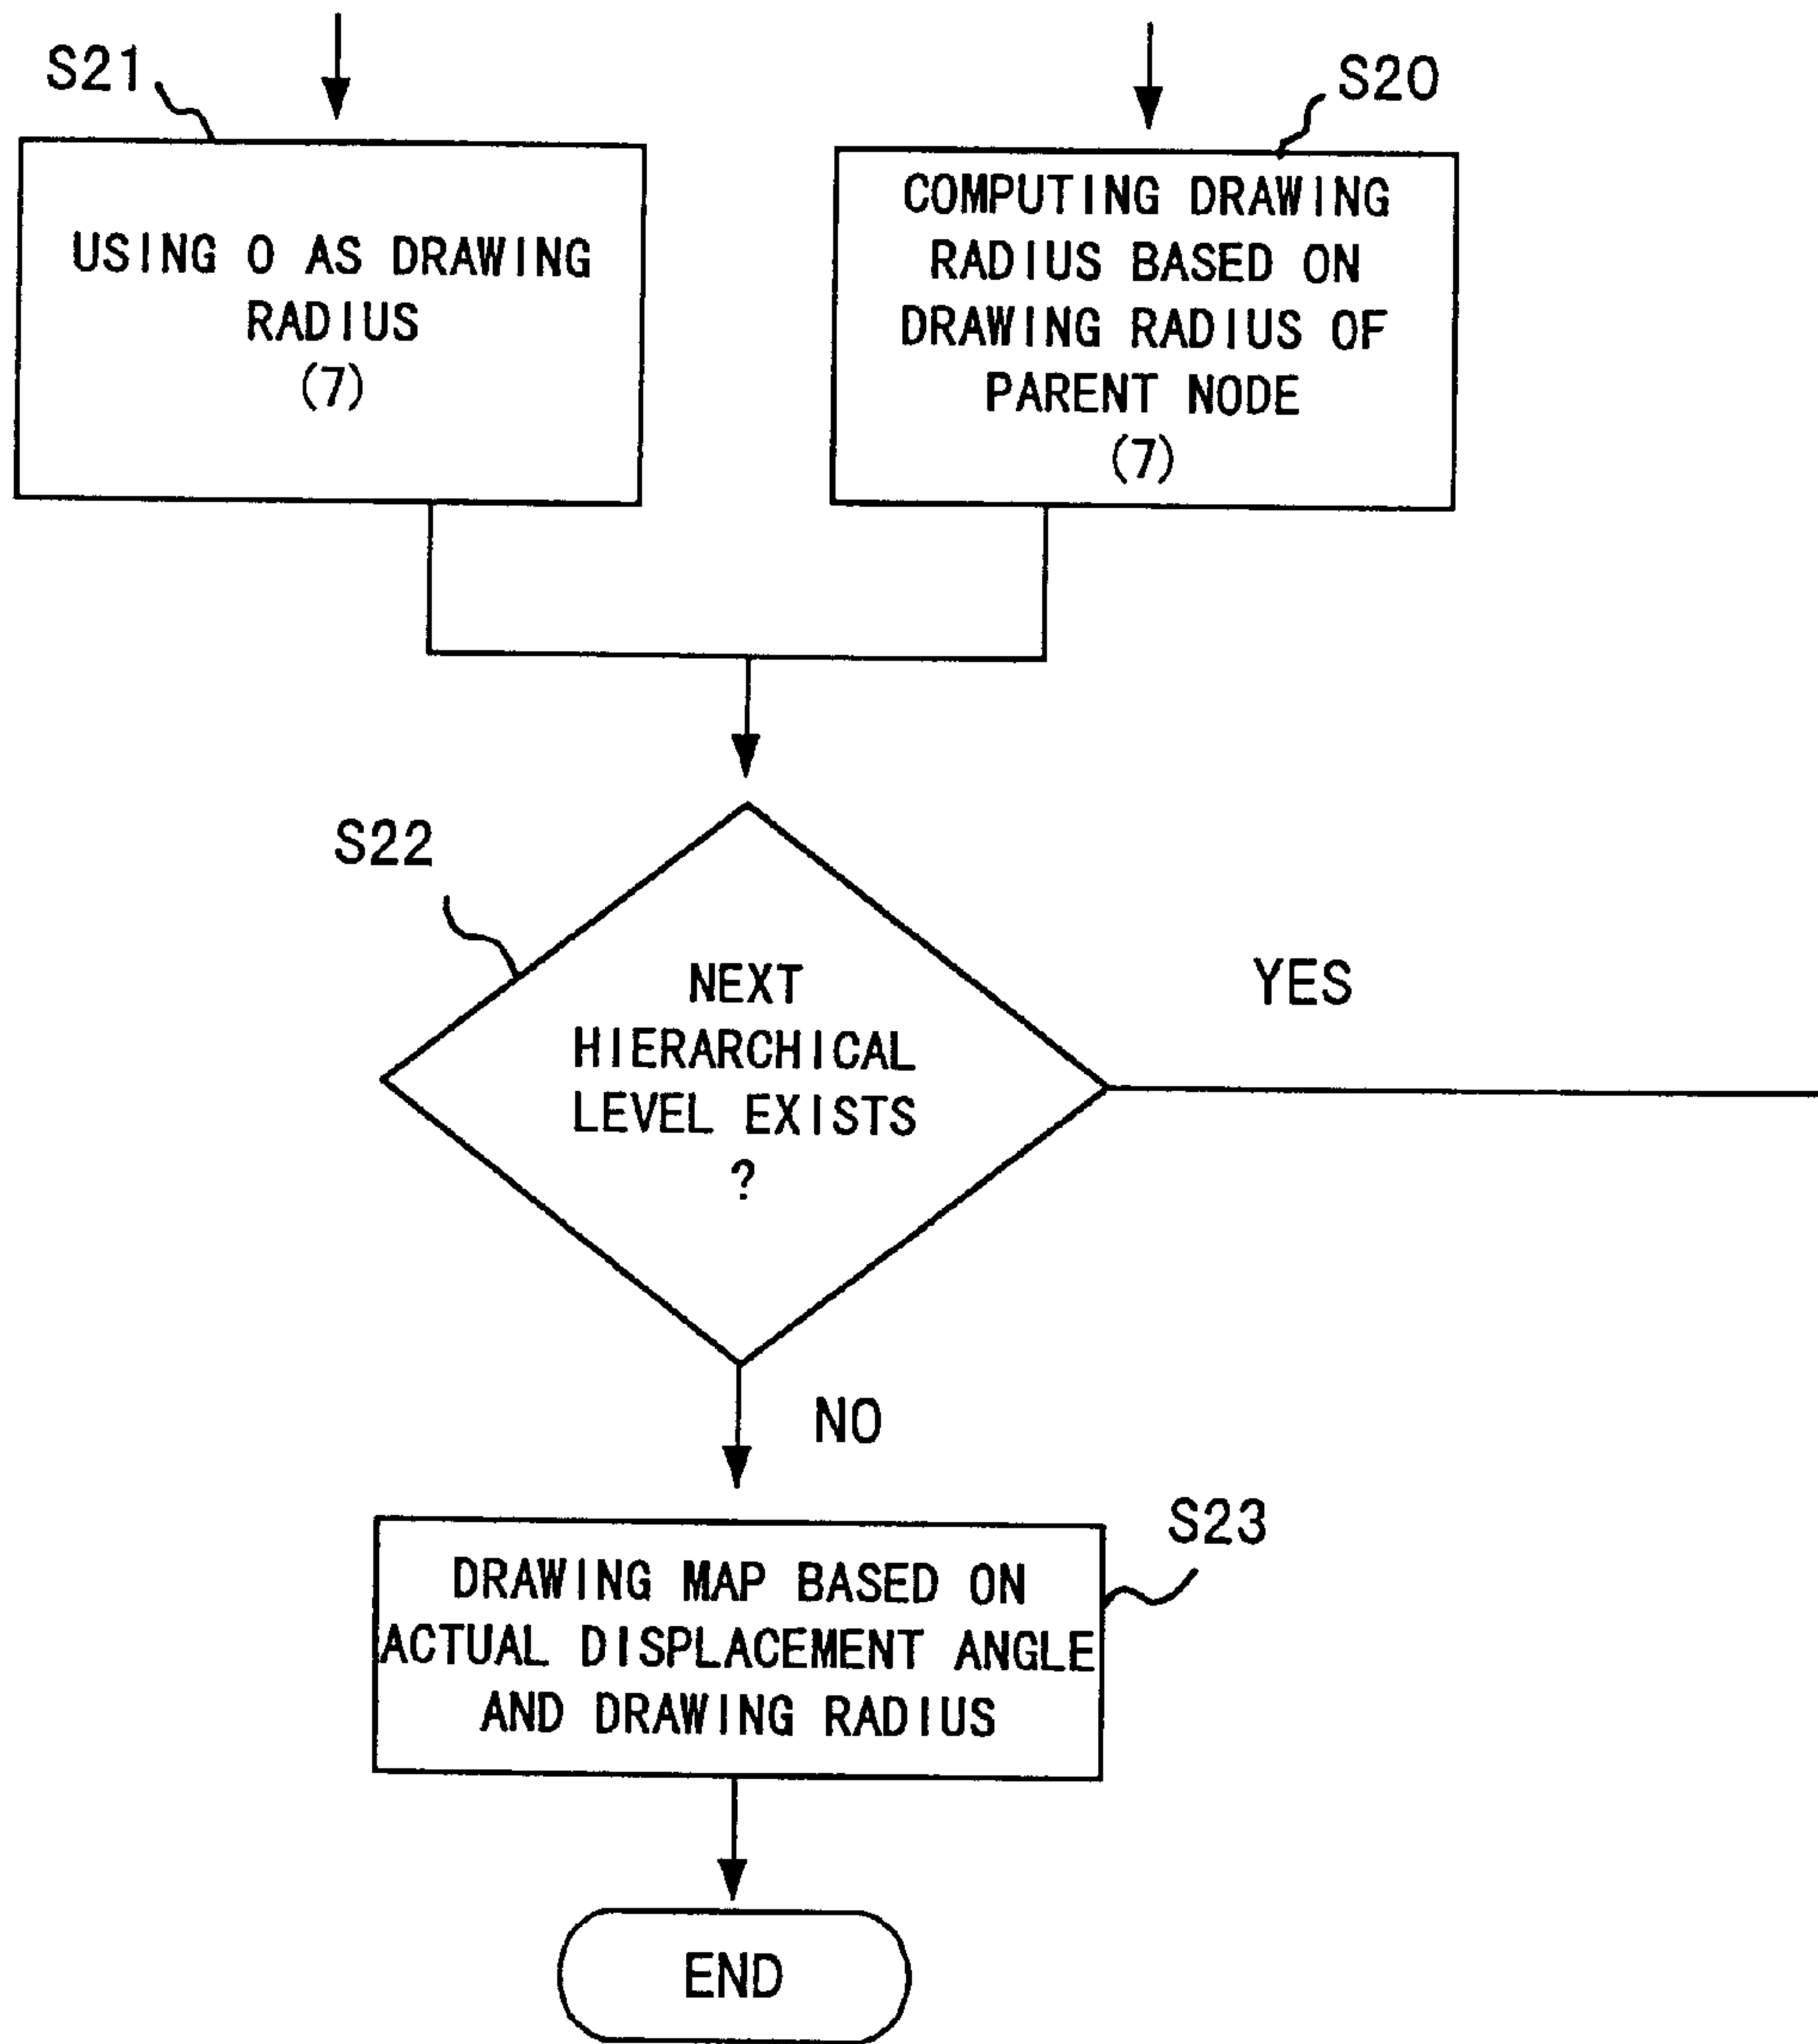 S21
USING 0 AS DRAWING
RADIUS
(7)
S20
COMPUTING DRAWING
RADIUS BASED ON
DRAWING RADIUS OF
PARENT NODE
(7)
S22
NEXT
HIERARCHICAL
LEVEL EXISTS
?
YES
NO
S23
DRAWING MAP BASED ON
ACTUAL DISPLACEMENT ANGLE
AND DRAWING RADIUS
END